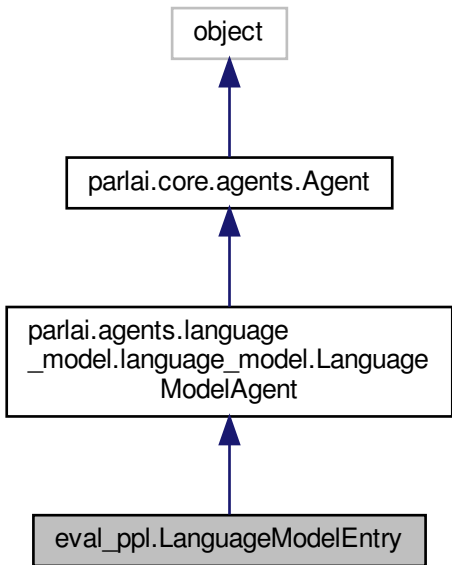 object
parlai.core.agents.Agent
parlai.agents.language
_model.language_model.Language
ModelAgent
eval_ppl.LanguageModelEntry